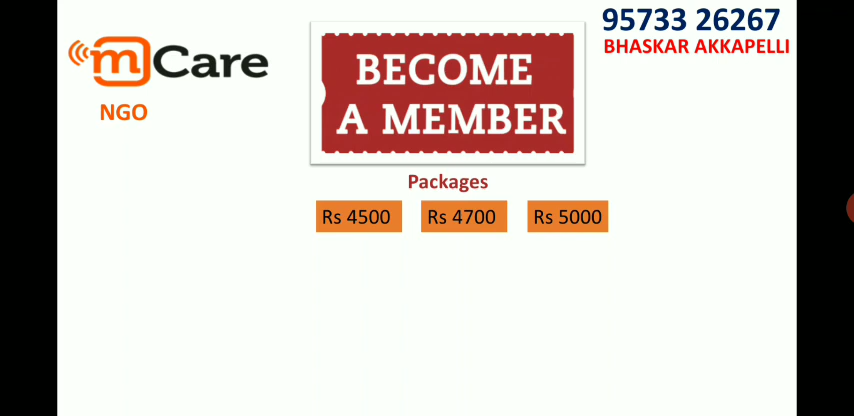 95733 26267
BHASKAR AKKAPELLI
mCare
NGO
BECOME
A MEMBER
Packages
Rs 4500
Rs 4700
Rs 5000